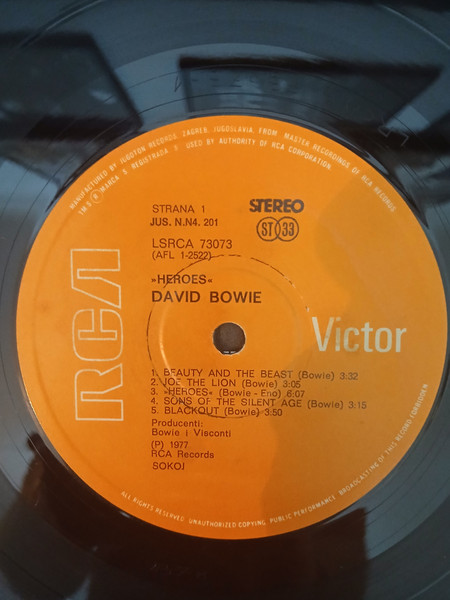 MANUFACTURED BY JUGOTON RECORDS, ZAGREB, JUGOSLAVIA, FROM MASTER RECORDINGS OF RCA RECORDS
TMS ® MARCA S REGISTRADA S USED BY AUTHORITY OF RCA CORPORATION
STRANA 1
JUS. N.N4. 201
STEREO
ST 33
LSRCA 73073
(AFL 1-2522)
»HEROES«
DAVID BOWIE
RCA
Victor
1. BEAUTY AND THE BEAST (Bowie) 3:32
2. JOE THE LION (Bowie) 3:05
3. »HEROES« (Bowie - Eno) 6:07
4. SONS OF THE SILENT AGE (Bowie) 3:15
5. BLACKOUT (Bowie) 3:50
Producenti:
Bowie i Visconti
(P) 1977
RCA Records
SOKOJ
ALL RIGHTS RESERVED. UNAUTHORIZED COPYING, PUBLIC PERFORMANCE, BROADCASTING OF THIS RECORD FORBIDDEN